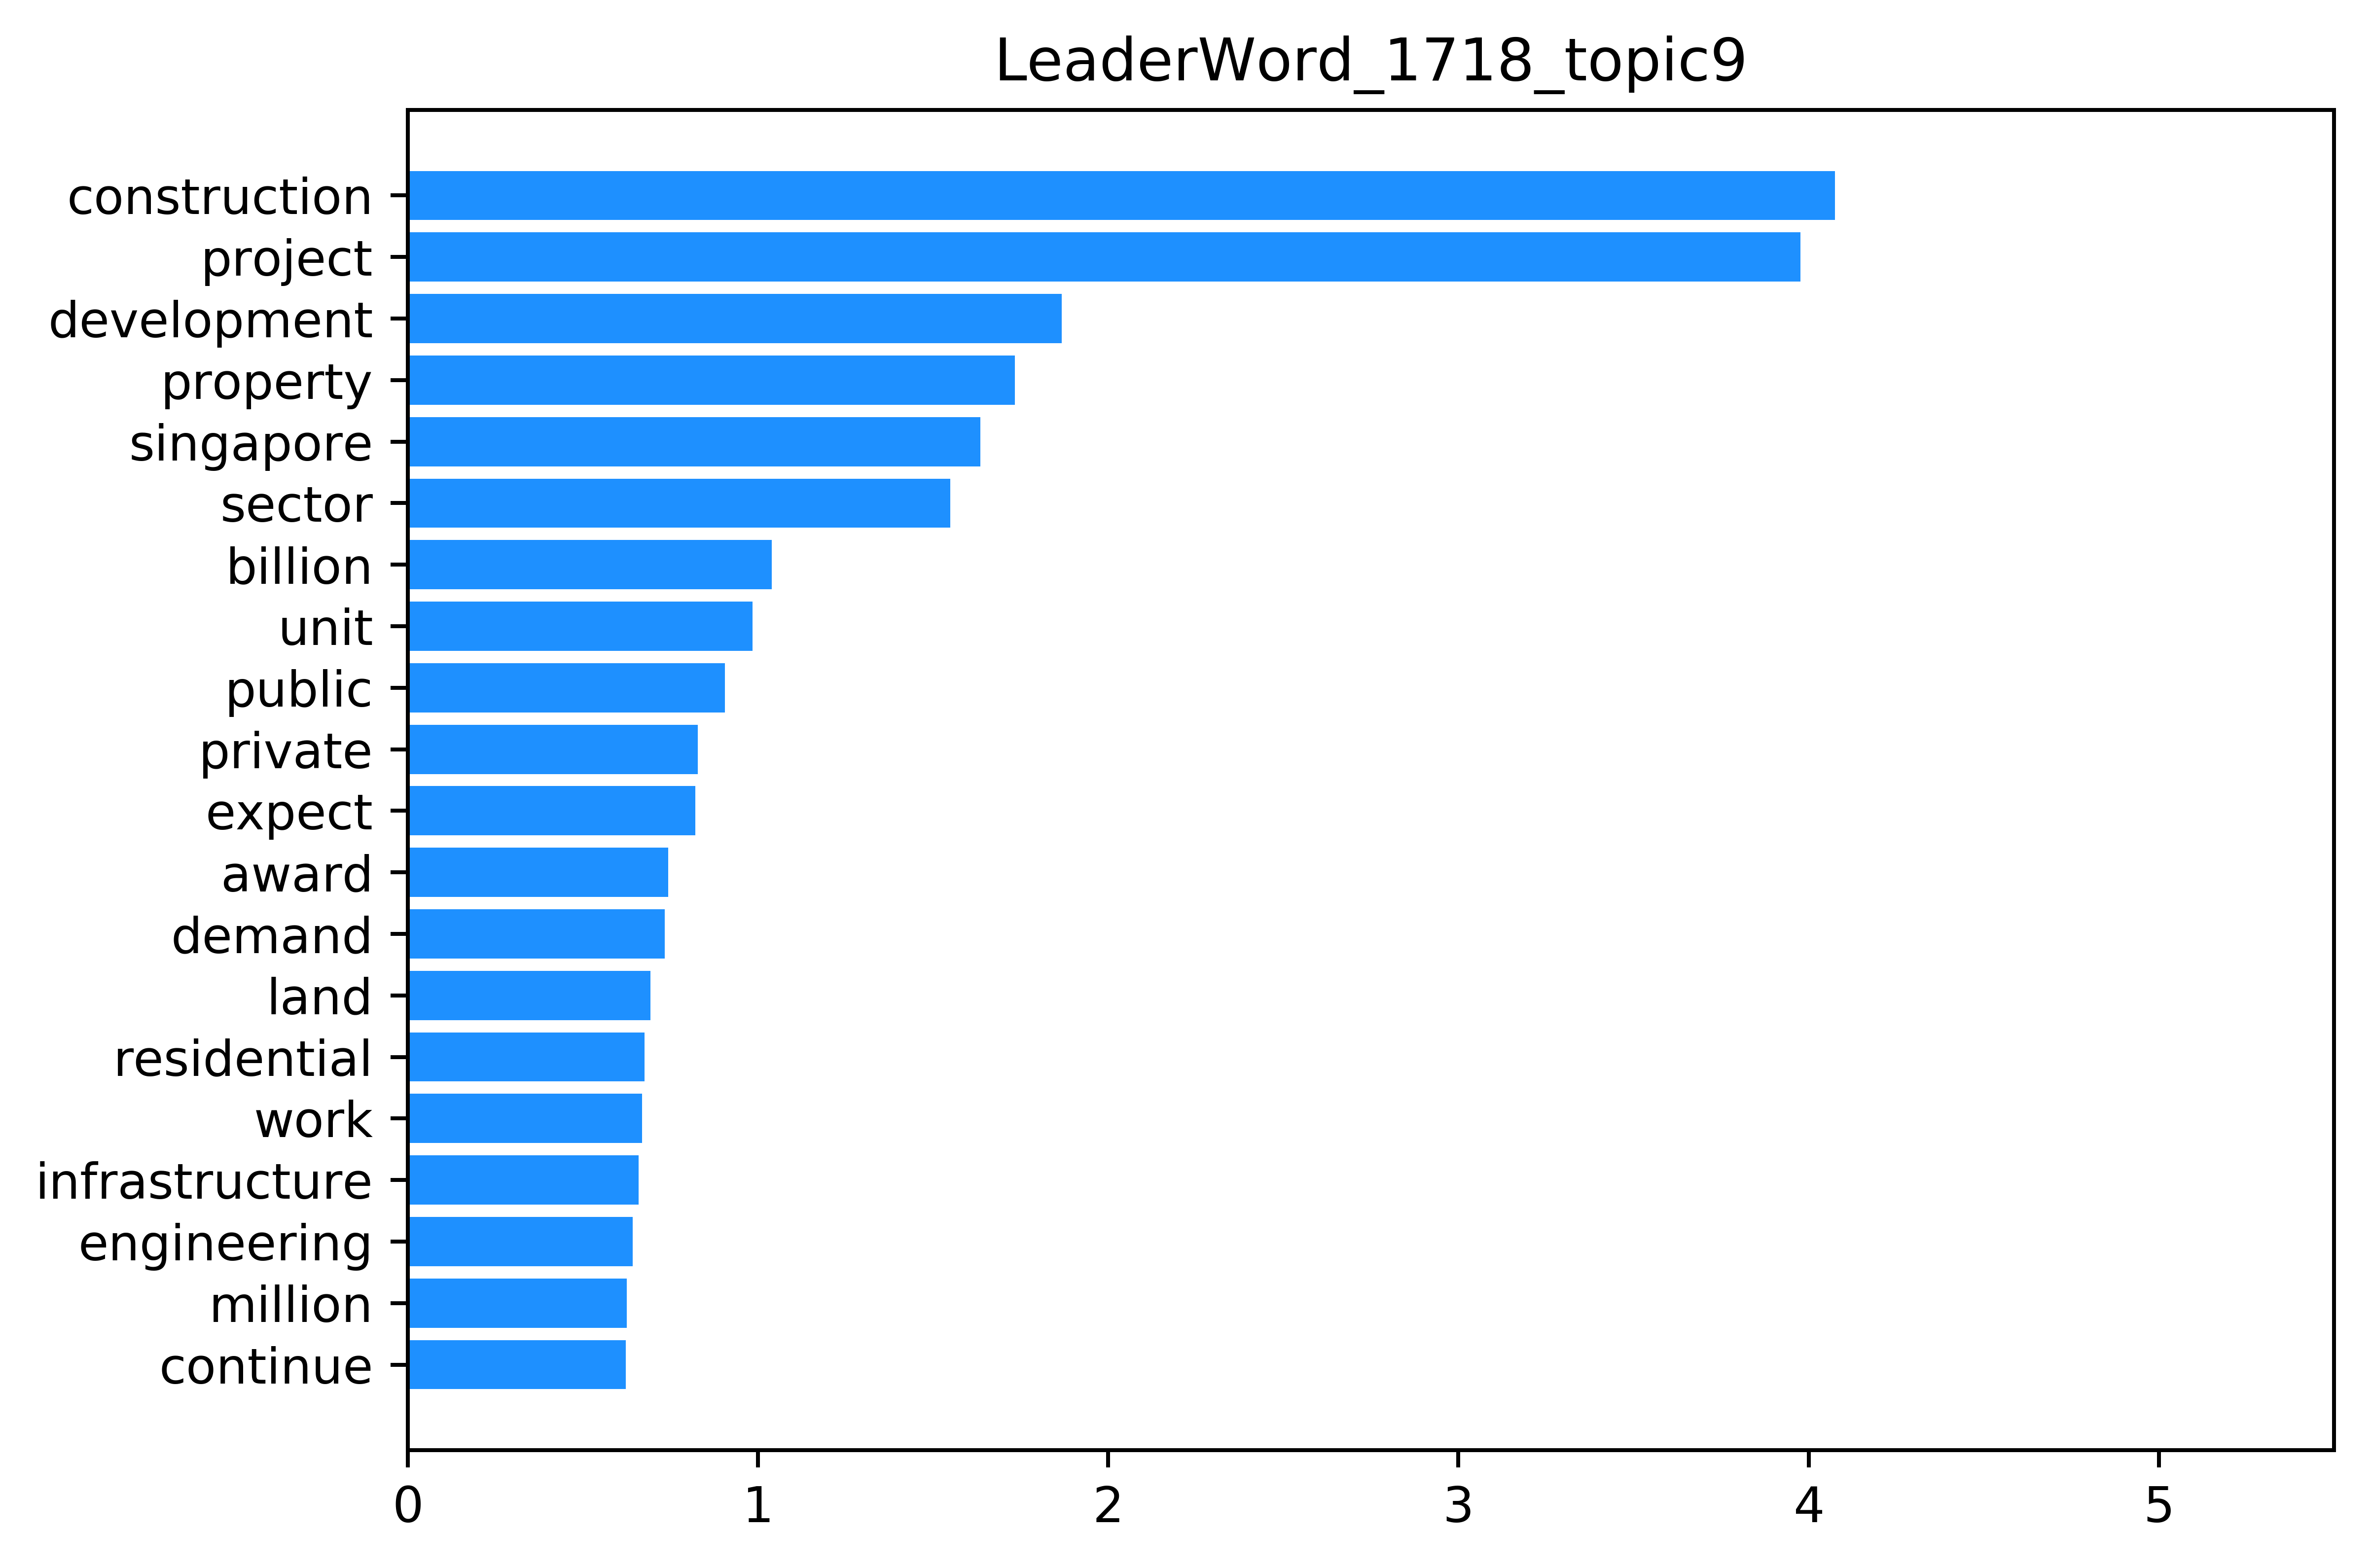 LeaderWord_1718_topic9
construction
project
development
property
singapore
sector
billion
unit
public
private
expect
award
demand
land
residential
work
infrastructure
engineering
million
continue
0 1 2 3 4 5